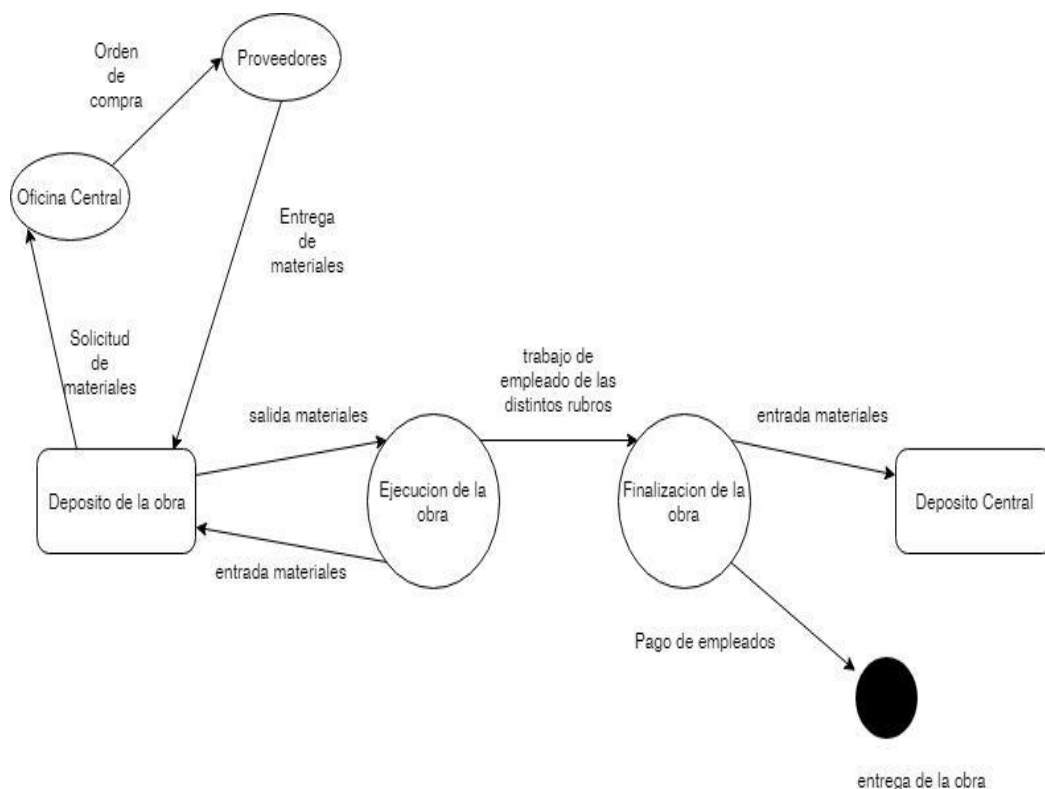 Orden
de
compra
Proveedores
Oficina Central
Entrega
de
materiales
Solicitud
de
materiales
trabajo de
empleado de las
distintos rubros
salida materiales
entrada materiales
Deposito de la obra
Ejecucion de la
obra
Finalizacion de la
obra
Deposito Central
entrada materiales
Pago de empleados
entrega de la obra